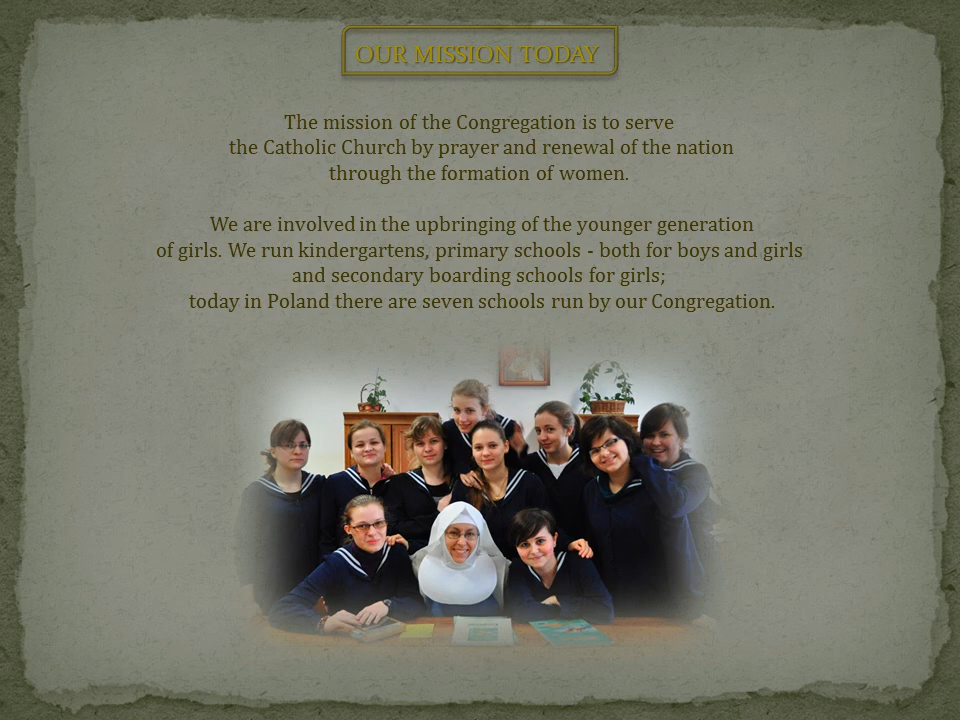 OUR MISSION TODAY
The mission of the Congregation is to serve
the Catholic Church by prayer and renewal of the nation
through the formation of women.
We are involved in the upbringing of the younger generation
of girls. We run kindergartens, primary schools - both for boys and girls
and secondary boarding schools for girls;
today in Poland there are seven schools run by our Congregation.